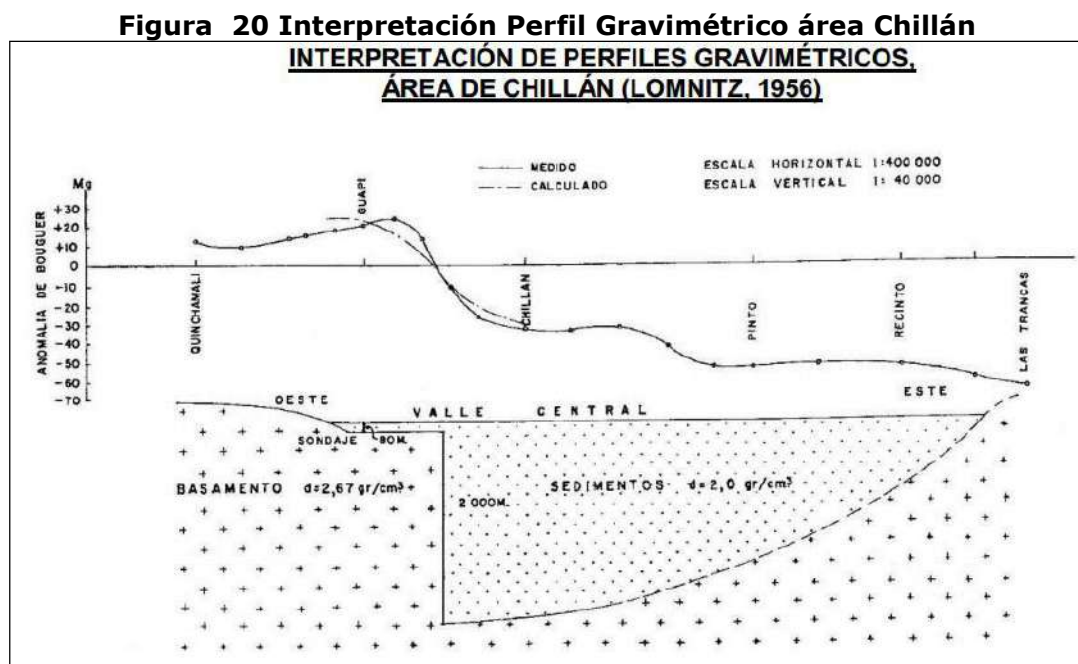 Figura 20 Interpretación Perfil Gravimétrico área Chillán
INTERPRETACIÓN DE PERFILES GRAVIMÉTRICOS,
ÁREA DE CHILLÁN (LOMNITZ, 1956)
MEDIDO
CALCULADO
ESCALA HORIZONTAL 1:400 000
ESCALA VERTICAL 1: 40 000
Mg
ANOMALIA DE BOUGUER
+30
+20
+10
0
-10
-20
-30
-40
-50
-60
-70
QUINCHAMALI
GUAPI
CHILLAN
PINTO
RECINTO
LAS TRANCAS
OESTE
VALLE CENTRAL
ESTE
SONDAJE 80M.
BASAMENTO d=2,67 gr/cm³
2000M.
SEDIMENTOS d=2,0 gr/cm³